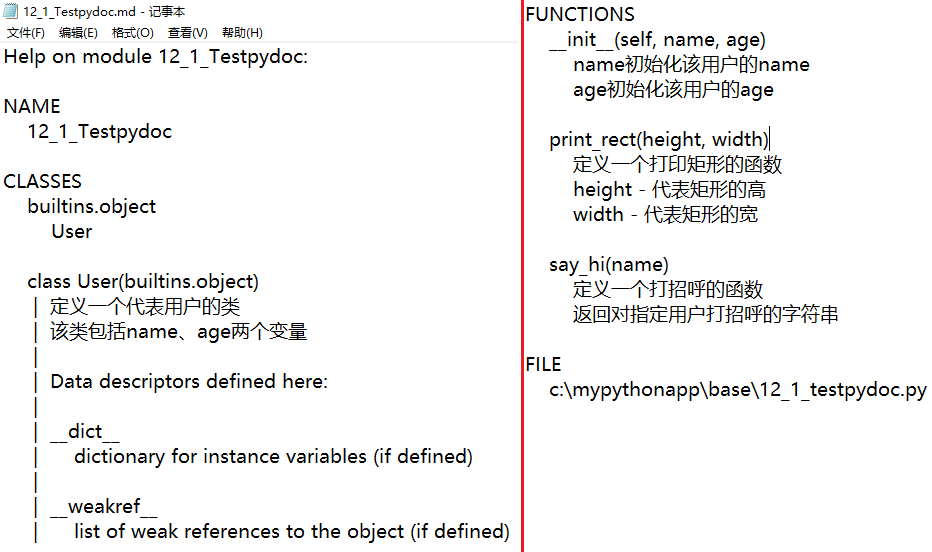 12_1_Testpydoc.md - 记事本
文件(F) 编辑(E) 格式(O) 查看(V) 帮助(H)
Help on module 12_1_Testpydoc:
NAME
12_1_Testpydoc
CLASSES
builtins.object
User
class User(builtins.object)
| 定义一个代表用户的类
| 该类包括name、age两个变量
|
| Data descriptors defined here:
|
| __dict__
| dictionary for instance variables (if defined)
|
| __weakref__
| list of weak references to the object (if defined)
FUNCTIONS
__init__(self, name, age)
name初始化该用户的name
age初始化该用户的age
print_rect(height, width)
定义一个打印矩形的函数
height - 代表矩形的高
width - 代表矩形的宽
say_hi(name)
定义一个打招呼的函数
返回对指定用户打招呼的字符串
FILE
c:\mypythonapp\base\12_1_testpydoc.py